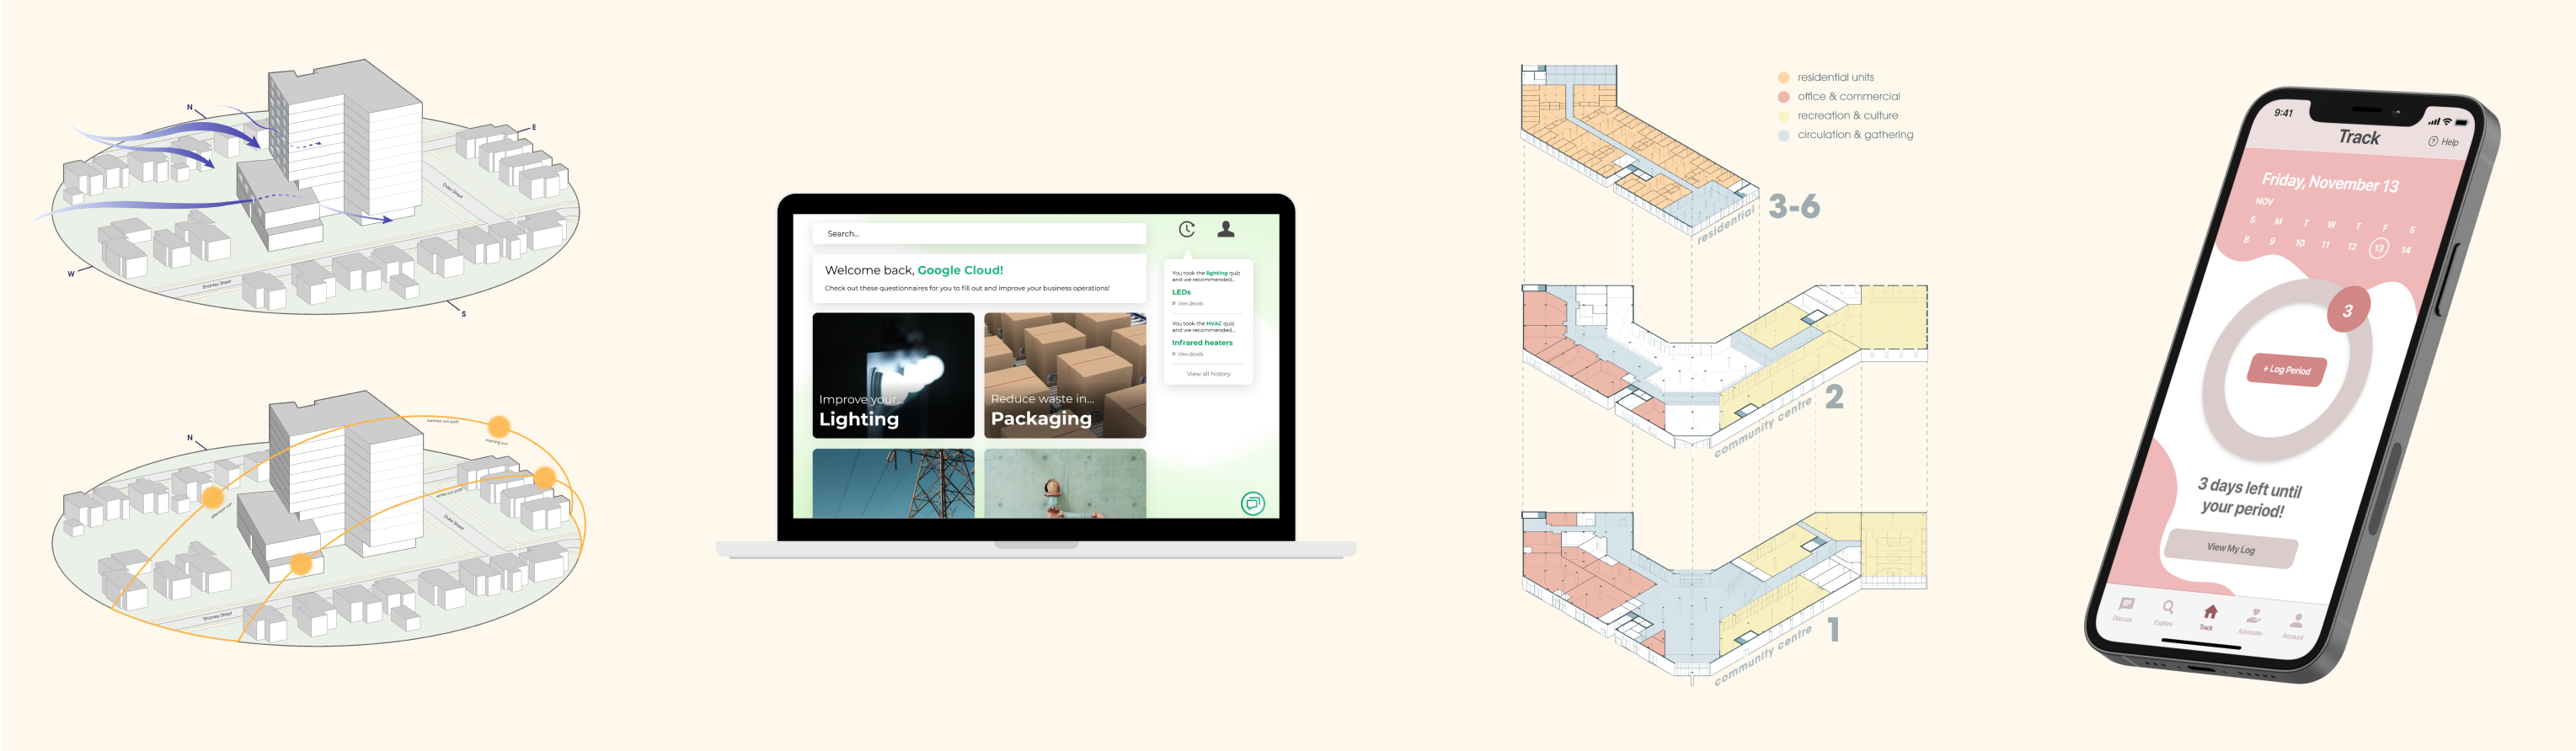 N
E
Duke Street
Shanley Street
W
S
N
summer sun path
morning sun
winter sun path
afternoon sun
Duke Street
Shanley Street
Search...
Welcome back, Google Cloud!
Check out these questionnaires for you to fill out and improve your business operations!
Improve your...
Lighting
Reduce waste in...
Packaging
You took the lighting quiz
and we recommended...
LEDs
» View details
You took the HVAC quiz
and we recommended...
Infrared heaters
» View details
View all history
residential units
office & commercial
recreation & culture
circulation & gathering
residential
3-6
community centre
2
community centre
1
9:41
Track
? Help
Friday, November 13
NOV
S M T W T F S
8 9 10 11 12 13 14
3
+ Log Period
3 days left until
your period!
View My Log
Discuss Explore Track Advocate Account